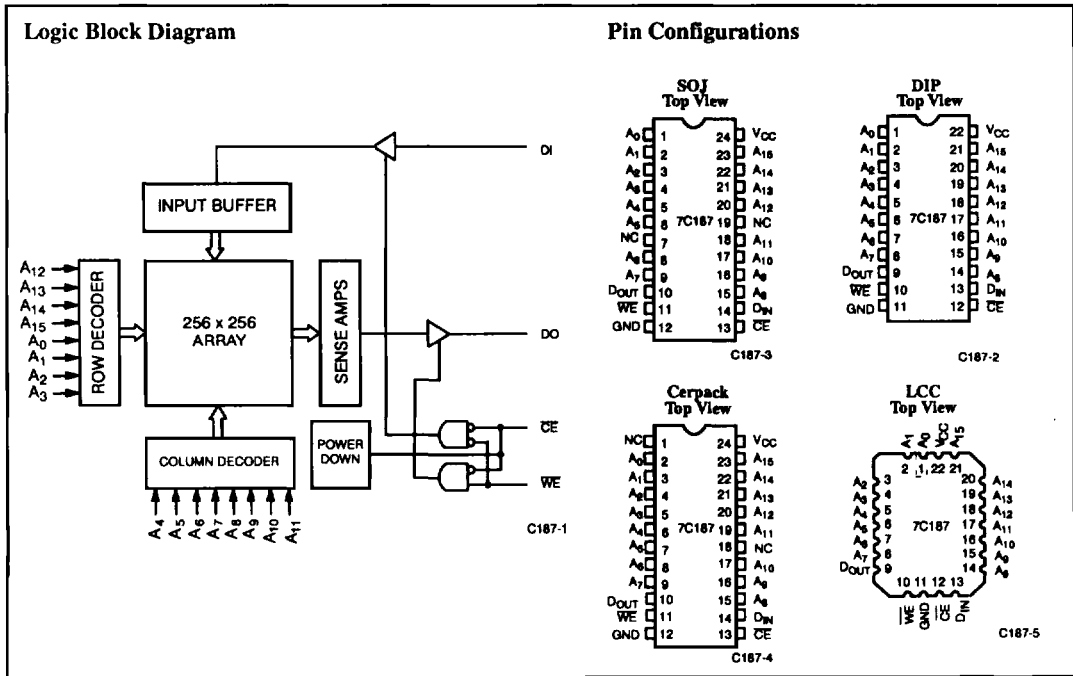 Logic Block Diagram
DI
INPUT BUFFER
A12
A13
A14
A15
A0
A1
A2
A3
ROW DECODER
256 x 256
ARRAY
SENSE AMPS
DO
COLUMN DECODER
POWER
DOWN
CE
WE
A4
A5
A6
A7
A8
A9
A10
A11
C187-1
Pin Configurations
SOJ
Top View
A0 1 24 VCC
A1 2 23 A15
A2 3 22 A14
A3 4 21 A13
A4 5 20 A12
A5 6 7C187 19 NC
NC 7 18 A11
A6 8 17 A10
A7 9 16 A9
DOUT 10 15 A8
WE 11 14 DIN
GND 12 13 CE
C187-3
DIP
Top View
A0 1 22 VCC
A1 2 21 A15
A2 3 20 A14
A3 4 19 A13
A4 5 18 A12
A5 6 7C187 17 A11
A6 7 16 A10
A7 8 15 A9
DOUT 9 14 A8
WE 10 13 DIN
GND 11 12 CE
C187-2
Cerpack
Top View
NC 1 24 VCC
A0 2 23 A15
A1 3 22 A14
A2 4 21 A13
A3 5 20 A12
A4 6 7C187 19 A11
A5 7 18 NC
A6 8 17 A10
A7 9 16 A9
DOUT 10 15 A8
WE 11 14 DIN
GND 12 13 CE
C187-4
LCC
Top View
A1 A0 VCC A15
2 1 22 21
A2 3 20 A14
A3 4 19 A13
A4 5 18 A12
A5 6 7C187 17 A11
A6 7 16 A10
A7 8 15 A9
DOUT 9 14 A8
10 11 12 13
WE GND CE DIN
C187-5